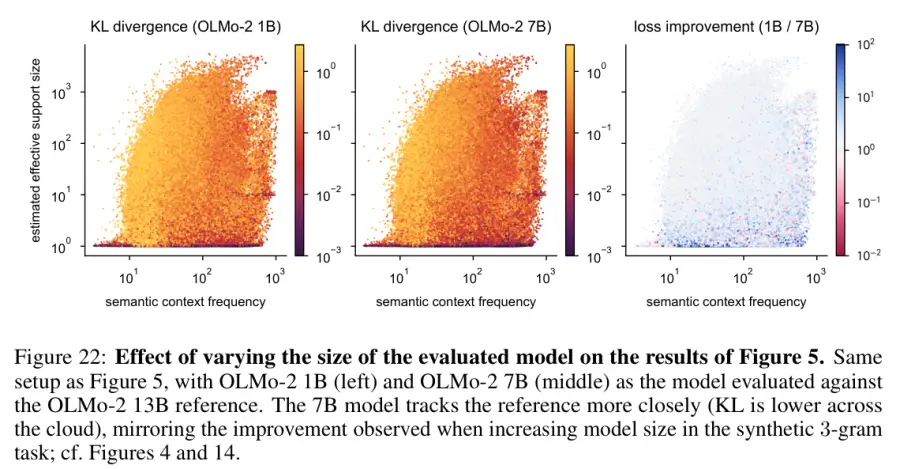 KL divergence (OLMo-2 1B)
KL divergence (OLMo-2 7B)
loss improvement (1B / 7B)
estimated effective support size
10³
10²
10¹
10⁰
10¹
10²
10³
semantic context frequency
10⁰
10⁻¹
10⁻²
10⁻³
10¹
10²
10³
semantic context frequency
10⁰
10⁻¹
10⁻²
10⁻³
10¹
10²
10³
semantic context frequency
10²
10¹
10⁰
10⁻¹
10⁻²
Figure 22: Effect of varying the size of the evaluated model on the results of Figure 5. Same
setup as Figure 5, with OLMo-2 1B (left) and OLMo-2 7B (middle) as the model evaluated against
the OLMo-2 13B reference. The 7B model tracks the reference more closely (KL is lower across
the cloud), mirroring the improvement observed when increasing model size in the synthetic 3-gram
task; cf. Figures 4 and 14.